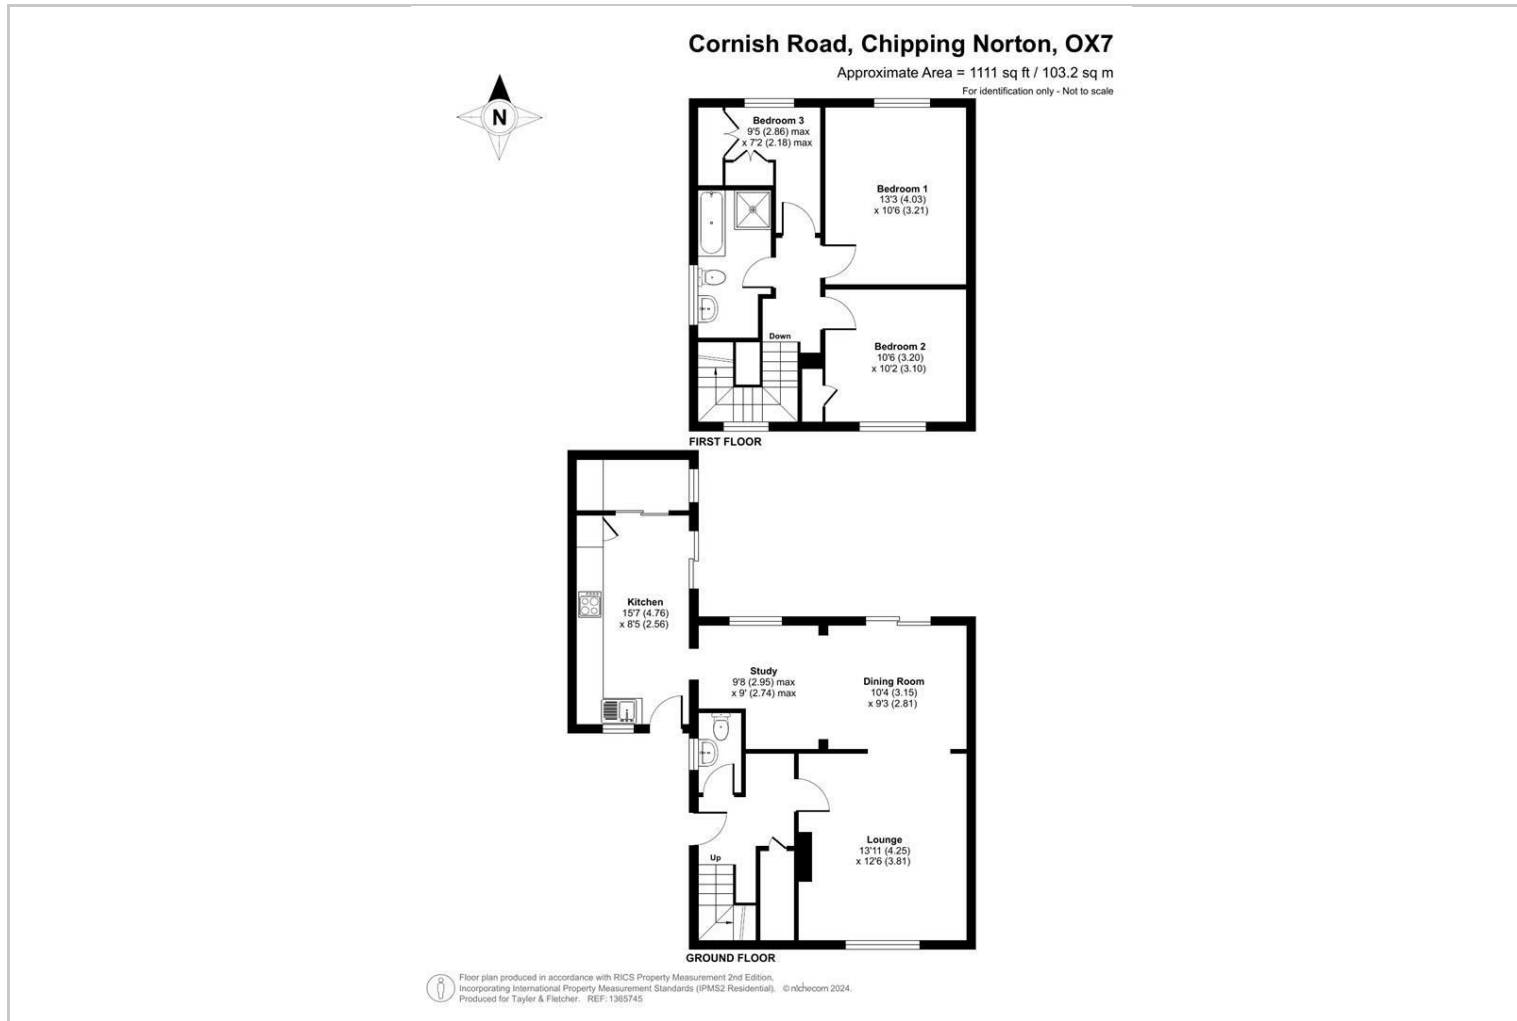 Cornish Road, Chipping Norton, OX7
Approximate Area = 1111 sq ft / 103.2 sq m
For identification only - Not to scale
N
Bedroom 3
9'5 (2.86) max
x 7'2 (2.18) max
Bedroom 1
13'3 (4.03)
x 10'6 (3.21)
Down
Bedroom 2
10'6 (3.20)
x 10'2 (3.10)
FIRST FLOOR
Kitchen
15'7 (4.76)
x 8'5 (2.56)
Study
9'8 (2.95) max
x 9' (2.74) max
Dining Room
10'4 (3.15)
x 9'3 (2.81)
Lounge
13'11 (4.25)
x 12'6 (3.81)
Up
GROUND FLOOR
Floor plan produced in accordance with RICS Property Measurement 2nd Edition.
Incorporating International Property Measurement Standards (IPMS2 Residential). © nichecom 2024.
Produced for Tayler & Fletcher. REF: 1365745